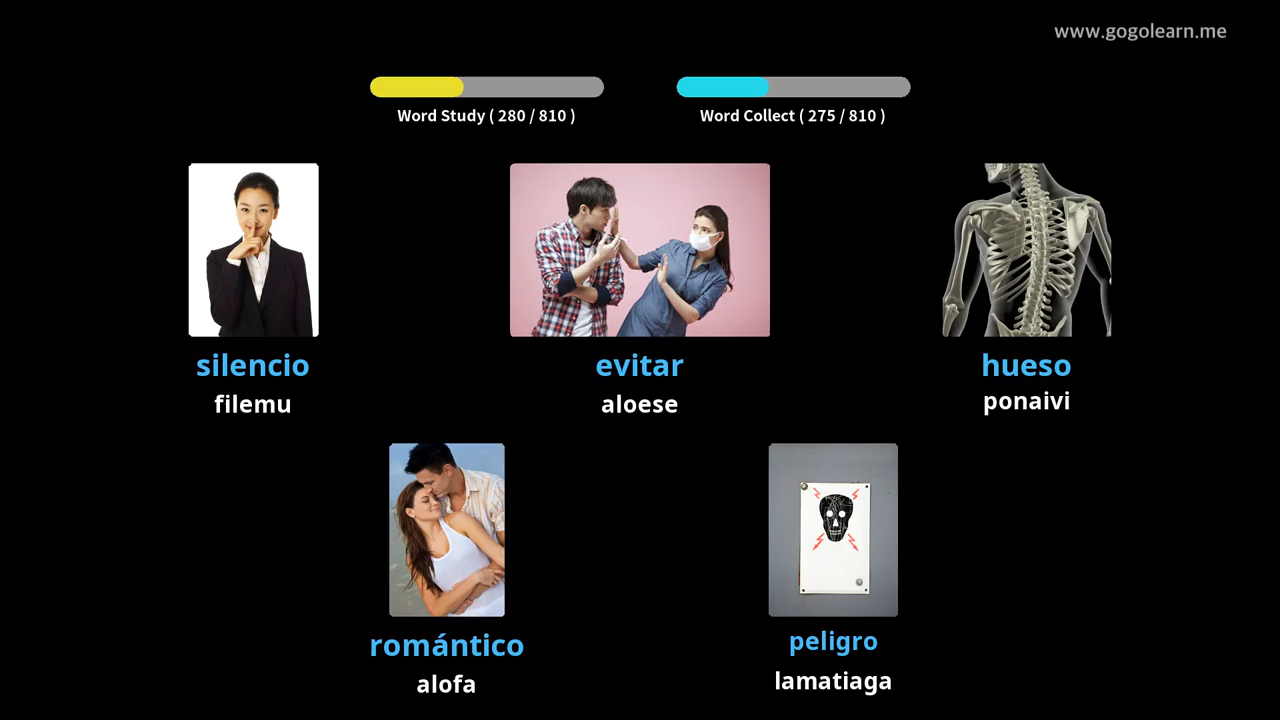 www.gogolearn.me
Word Study ( 280 / 810 )
Word Collect ( 275 / 810 )
silencio
filemu
evitar
aloese
hueso
ponaivi
romántico
alofa
peligro
lamatiaga